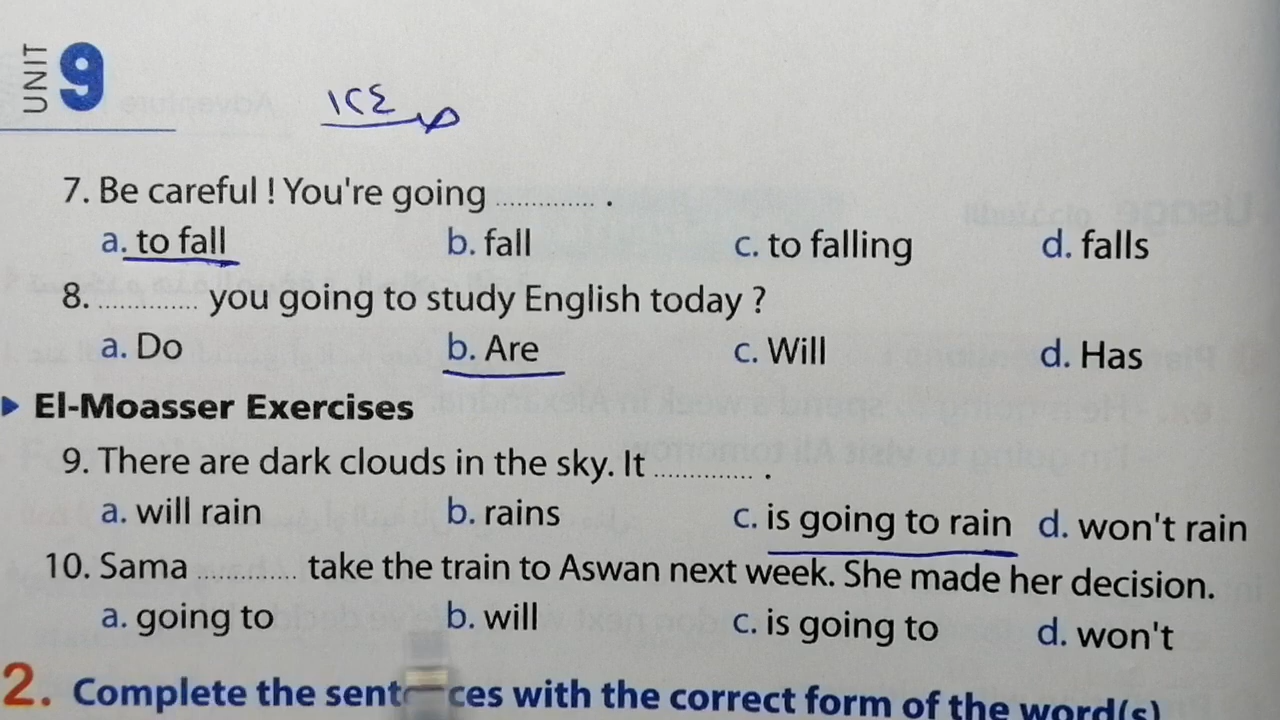 UNIT 9
ص ١٢٤
7. Be careful ! You're going ............ .
a. to fall b. fall c. to falling d. falls
8. ............ you going to study English today ?
a. Do b. Are c. Will d. Has
El-Moasser Exercises
9. There are dark clouds in the sky. It ............ .
a. will rain b. rains c. is going to rain d. won't rain
10. Sama ............ take the train to Aswan next week. She made her decision.
a. going to b. will c. is going to d. won't
2. Complete the with the correct form of the word(s)